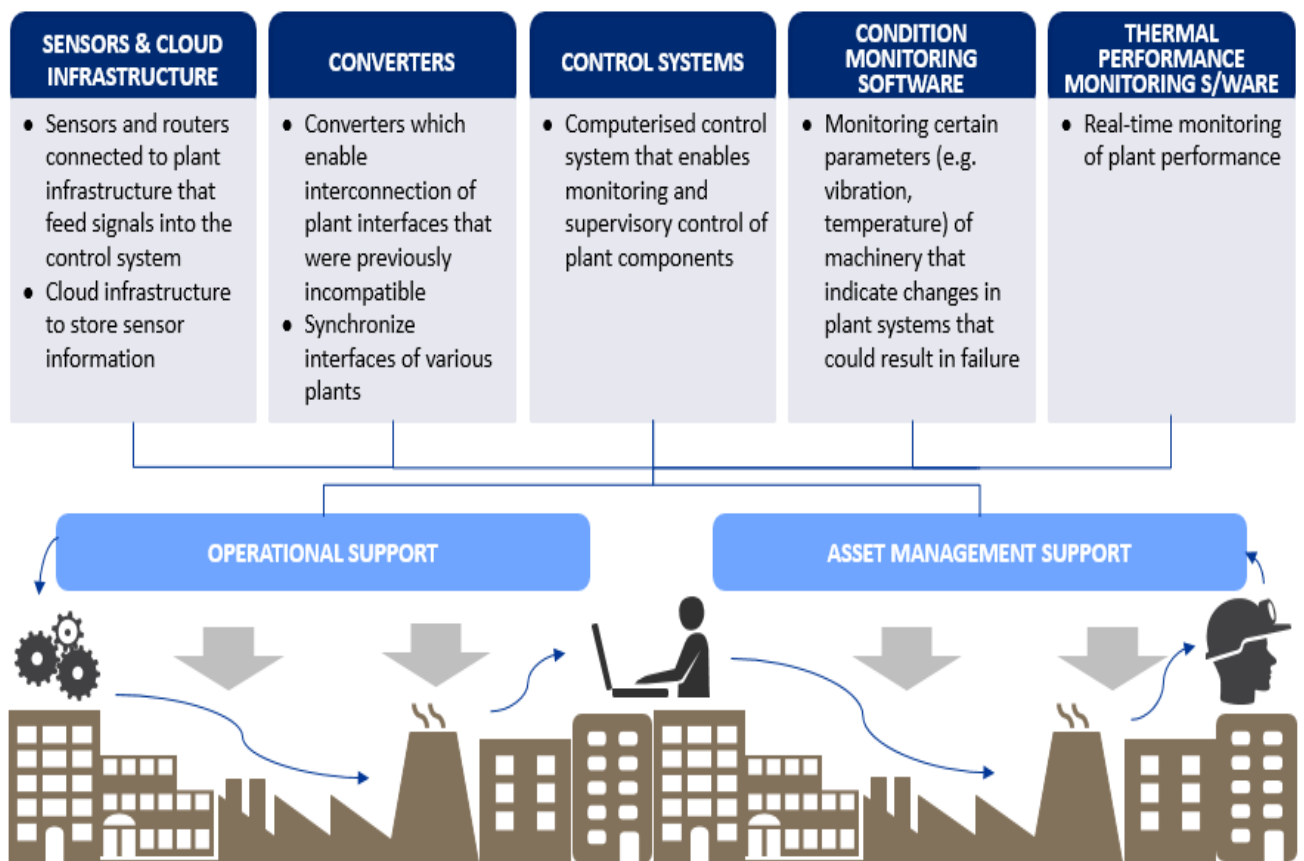 SENSORS & CLOUD
INFRASTRUCTURE
• Sensors and routers
connected to plant
infrastructure that
feed signals into the
control system
• Cloud infrastructure
to store sensor
information
CONVERTERS
• Converters which
enable
interconnection of
plant interfaces that
were previously
incompatible
• Synchronize
interfaces of various
plants
CONTROL SYSTEMS
• Computerised control
system that enables
monitoring and
supervisory control of
plant components
CONDITION
MONITORING
SOFTWARE
• Monitoring certain
parameters (e.g.
vibration,
temperature) of
machinery that
indicate changes in
plant systems that
could result in failure
THERMAL
PERFORMANCE
MONITORING S/WARE
• Real-time monitoring
of plant performance
OPERATIONAL SUPPORT
ASSET MANAGEMENT SUPPORT